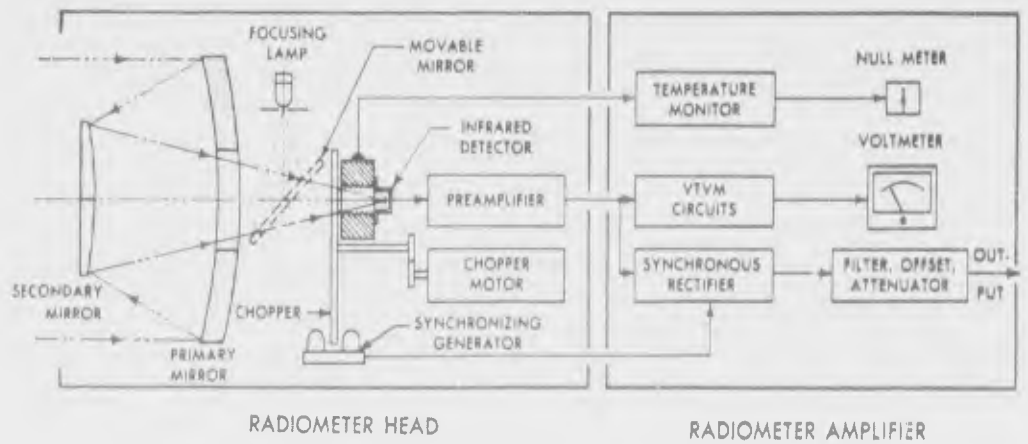 FOCUSING
LAMP
MOVABLE
MIRROR
INFRARED
DETECTOR
PREAMPLIFIER
CHOPPER
MOTOR
SECONDARY
MIRROR
CHOPPER
SYNCHRONIZING
GENERATOR
PRIMARY
MIRROR
RADIOMETER HEAD
NULL METER
TEMPERATURE
MONITOR
VOLTMETER
VTVM
CIRCUITS
SYNCHRONOUS
RECTIFIER
FILTER, OFFSET,
ATTENUATOR
OUT-
PUT
RADIOMETER AMPLIFIER